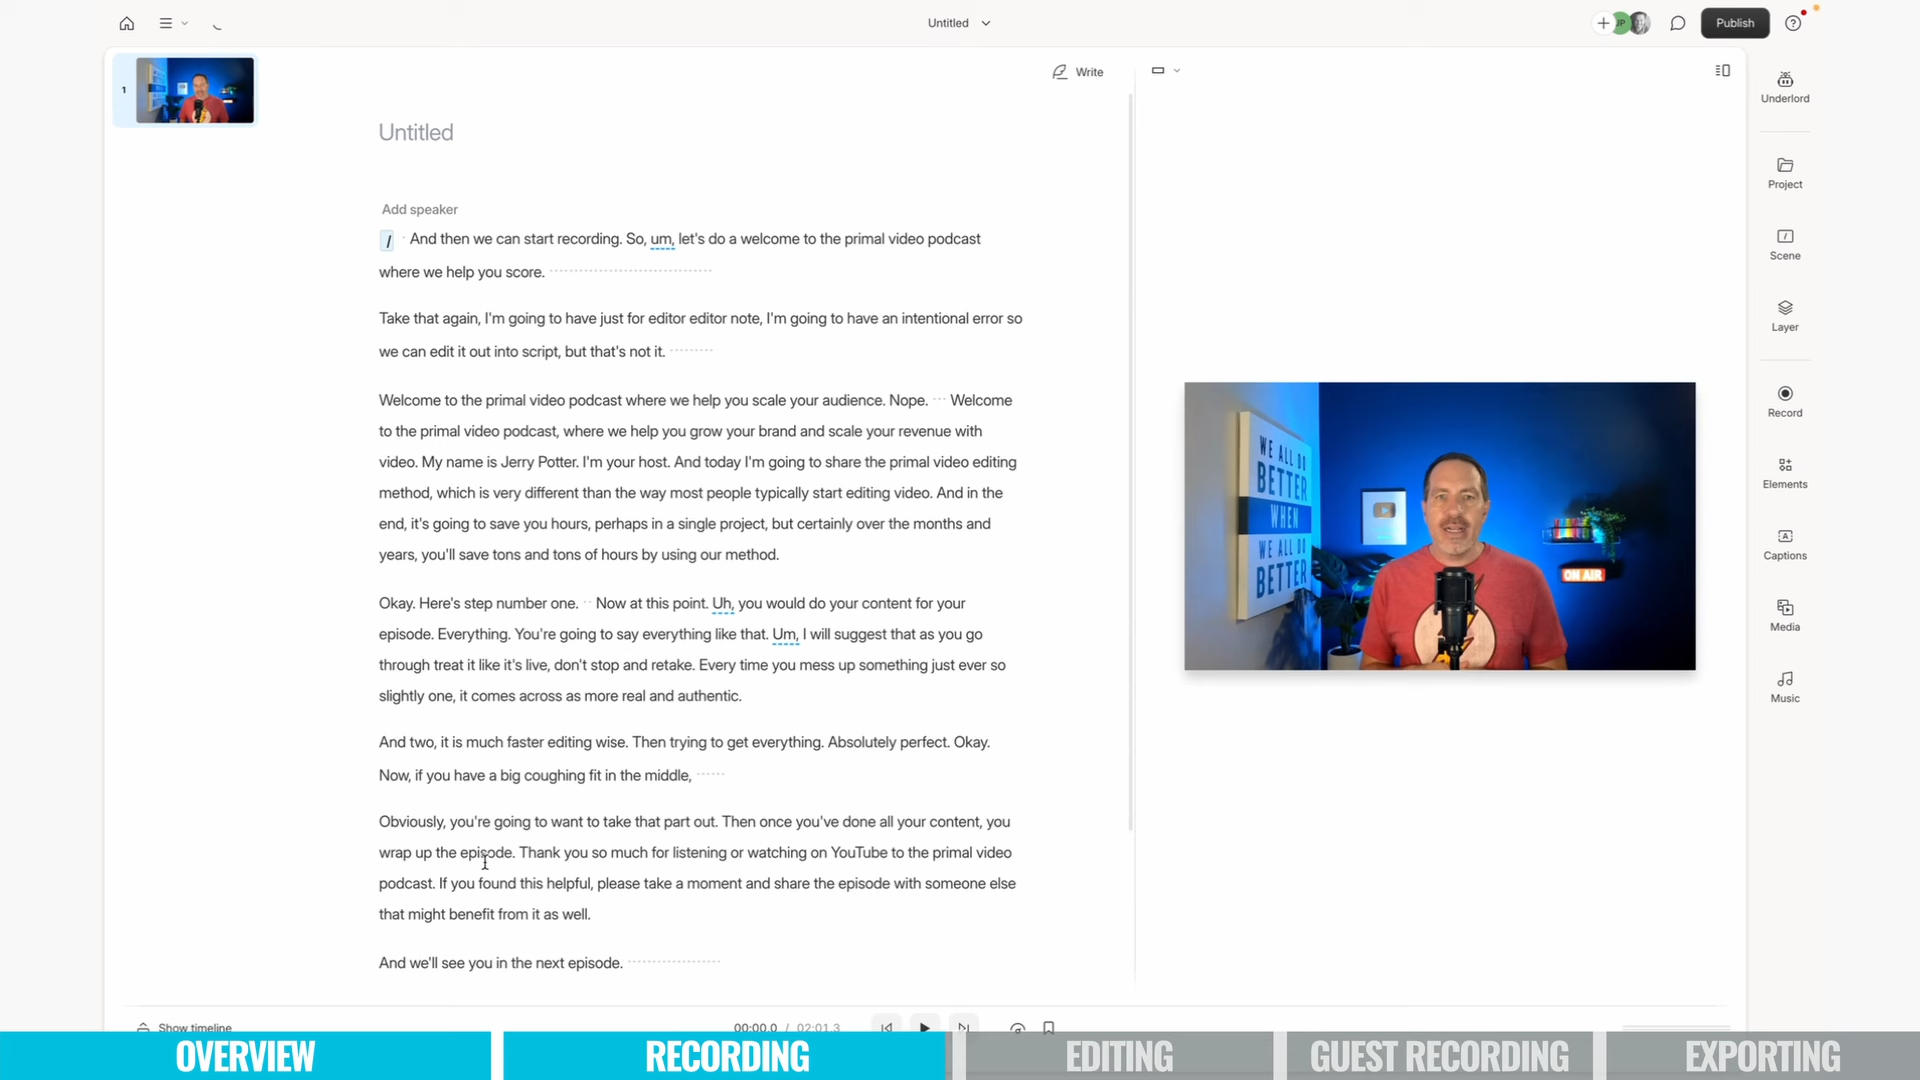 Untitled
JP
Publish
1
Write
Underlord
Untitled
Project
Add speaker
/ And then we can start recording. So, um, let's do a welcome to the primal video podcast
where we help you score.
Scene
Take that again, I'm going to have just for editor editor note, I'm going to have an intentional error so
we can edit it out into script, but that's not it.
Layer
Welcome to the primal video podcast where we help you scale your audience. Nope. Welcome
to the primal video podcast, where we help you grow your brand and scale your revenue with
video. My name is Jerry Potter. I'm your host. And today I'm going to share the primal video editing
method, which is very different than the way most people typically start editing video. And in the
end, it's going to save you hours, perhaps in a single project, but certainly over the months and
years, you'll save tons and tons of hours by using our method.
Record
Elements
Captions
WE ALL DO
BETTER
WHEN
WE ALL DO
BETTER
ON AIR
Okay. Here's step number one. Now at this point. Uh, you would do your content for your
episode. Everything. You're going to say everything like that. Um, I will suggest that as you go
through treat it like it's live, don't stop and retake. Every time you mess up something just ever so
slightly one, it comes across as more real and authentic.
Media
Music
And two, it is much faster editing wise. Then trying to get everything. Absolutely perfect. Okay.
Now, if you have a big coughing fit in the middle,
Obviously, you're going to want to take that part out. Then once you've done all your content, you
wrap up the episode. Thank you so much for listening or watching on YouTube to the primal video
podcast. If you found this helpful, please take a moment and share the episode with someone else
that might benefit from it as well.
And we'll see you in the next episode.
Show timeline
00:00.0 / 02:01.3
OVERVIEW
RECORDING
EDITING
GUEST RECORDING
EXPORTING